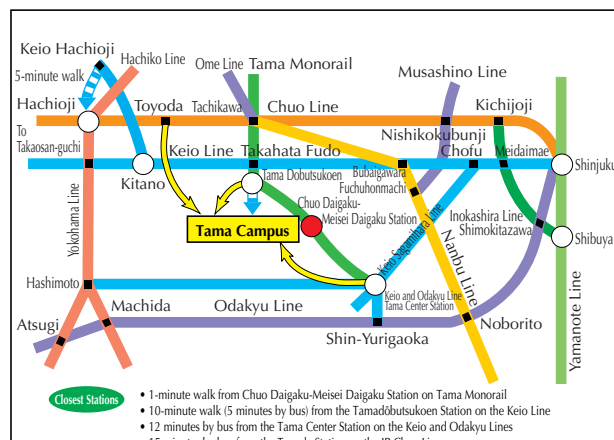 Keio Hachioji
Hachiko Line
5-minute walk
Ome Line
Tama Monorail
Musashino Line
Hachioji
Toyoda
Tachikawa
Chuo Line
Kichijoji
Nishikokubunji
To
Takaosan-guchi
Keio Line
Takahata Fudo
Chofu
Meidaimae
Shinjuku
Kitano
Tama Dobutsukoen
Bubaigawara
Fuchuhonmachi
Chuo Daigaku-
Meisei Daigaku Station
Inokashira Line
Shimokitazawa
Shibuya
Tama Campus
Yokohama Line
Keio Sagamihara Line
Nanbu Line
Yamanote Line
Hashimoto
Keio and Odakyu Line
Tama Center Station
Machida
Odakyu Line
Noborito
Atsugi
Shin-Yurigaoka
Closest Stations
• 1-minute walk from Chuo Daigaku-Meisei Daigaku Station on Tama Monorail
• 10-minute walk (5 minutes by bus) from the Tamadōbutsukoen Station on the Keio Line
• 12 minutes by bus from the Tama Center Station on the Keio and Odakyu Lines